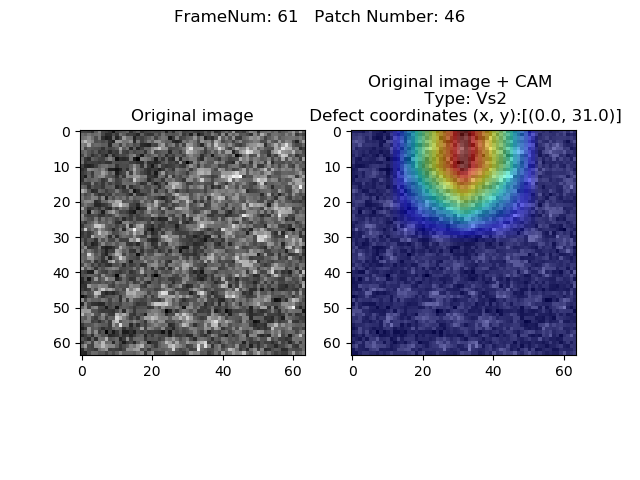 FrameNum: 61   Patch Number: 46
Original image
Original image + CAM
Type: Vs2
Defect coordinates (x, y):[(0.0, 31.0)]
0
10
20
30
40
50
60
0 20 40 60
0
10
20
30
40
50
60
0 20 40 60